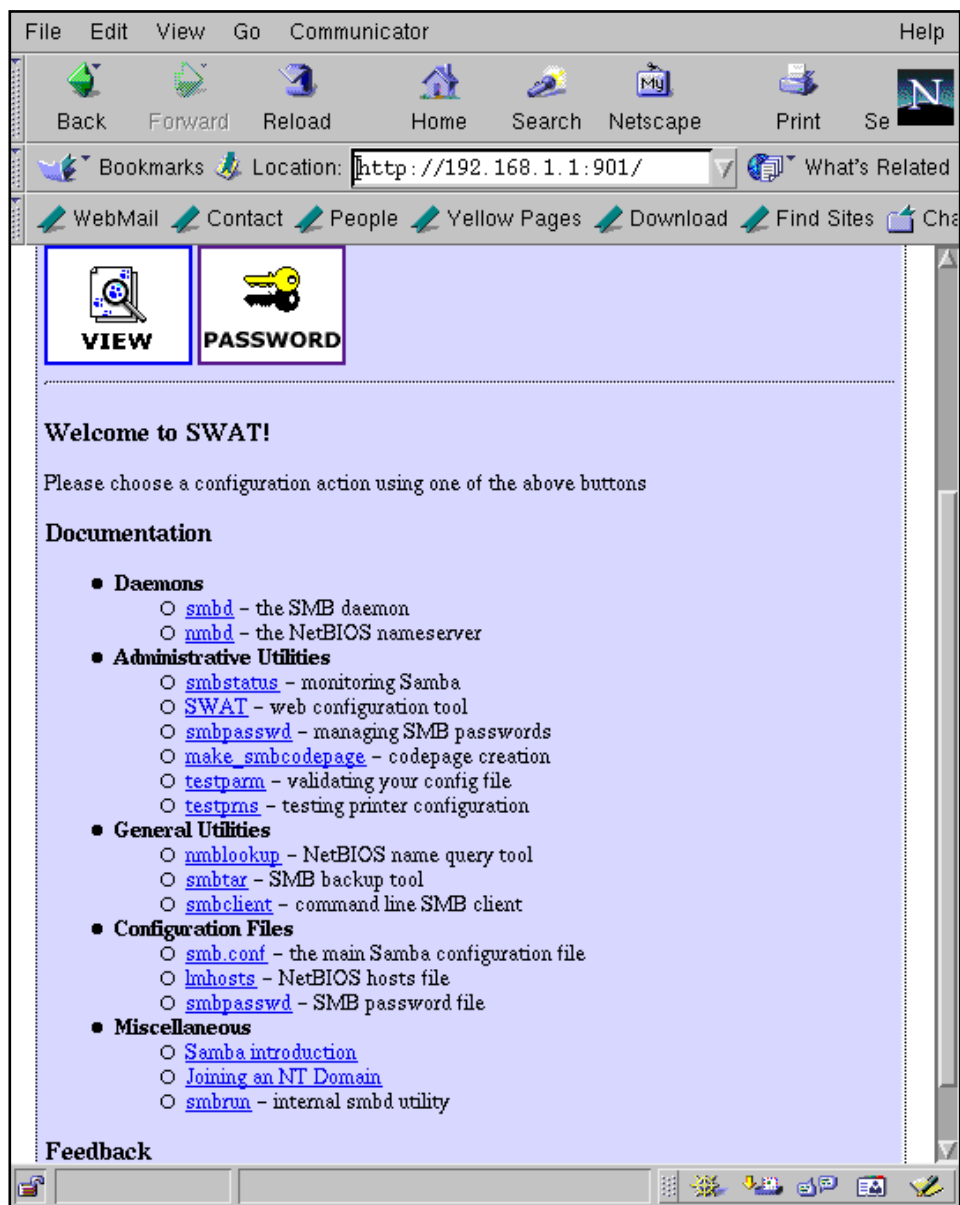 File Edit View Go Communicator Help
Back Forward Reload Home Search Netscape Print Se
My
N
Bookmarks Location: http://192.168.1.1:901/ What's Related
WebMail Contact People Yellow Pages Download Find Sites Cha
VIEW PASSWORD
Welcome to SWAT!
Please choose a configuration action using one of the above buttons
Documentation
Daemons
smbd – the SMB daemon
nmbd – the NetBIOS nameserver
Administrative Utilities
smbstatus – monitoring Samba
SWAT – web configuration tool
smbpasswd – managing SMB passwords
make_smbcodepage – codepage creation
testparm – validating your config file
testprns – testing printer configuration
General Utilities
nmblookup – NetBIOS name query tool
smbtar – SMB backup tool
smbclient – command line SMB client
Configuration Files
smb.conf – the main Samba configuration file
lmhosts – NetBIOS hosts file
smbpasswd – SMB password file
Miscellaneous
Samba introduction
Joining an NT Domain
smbrun – internal smbd utility
Feedback